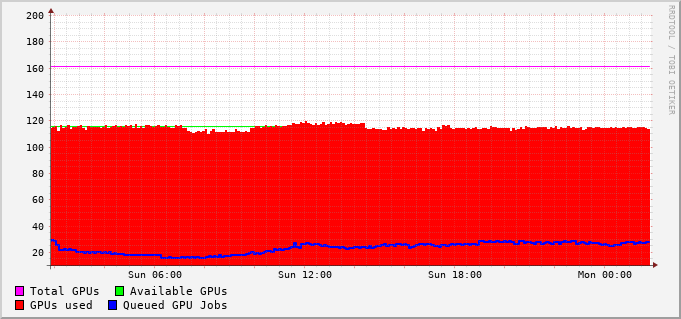 200
180
160
140
120
100
80
60
40
20
Sun 06:00 Sun 12:00 Sun 18:00 Mon 00:00
Total GPUs Available GPUs
GPUs used Queued GPU Jobs
RRDTOOL / TOBI OETIKER